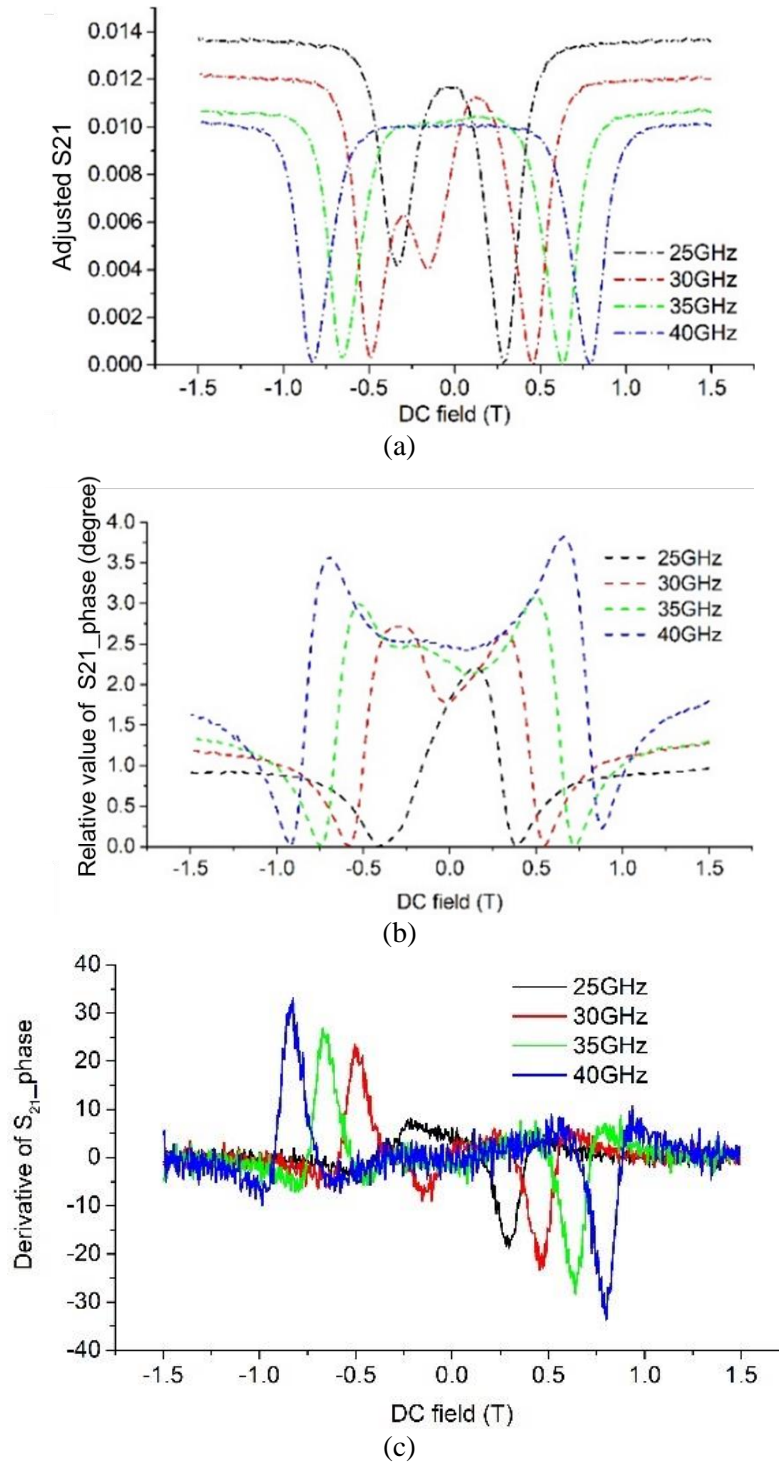 0.014
0.012
0.010
0.008
0.006
0.004
0.002
0.000
Adjusted S21
25GHz
30GHz
35GHz
40GHz
-1.5 -1.0 -0.5 0.0 0.5 1.0 1.5
DC field (T)
(a)
4.0
3.5
3.0
2.5
2.0
1.5
1.0
0.5
0.0
Relative value of S21_phase (degree)
25GHz
30GHz
35GHz
40GHz
-1.5 -1.0 -0.5 0.0 0.5 1.0 1.5
DC field (T)
(b)
40
30
20
10
0
-10
-20
-30
-40
Derivative of S21_phase
25GHz
30GHz
35GHz
40GHz
-1.5 -1.0 -0.5 0.0 0.5 1.0 1.5
DC field (T)
(c)